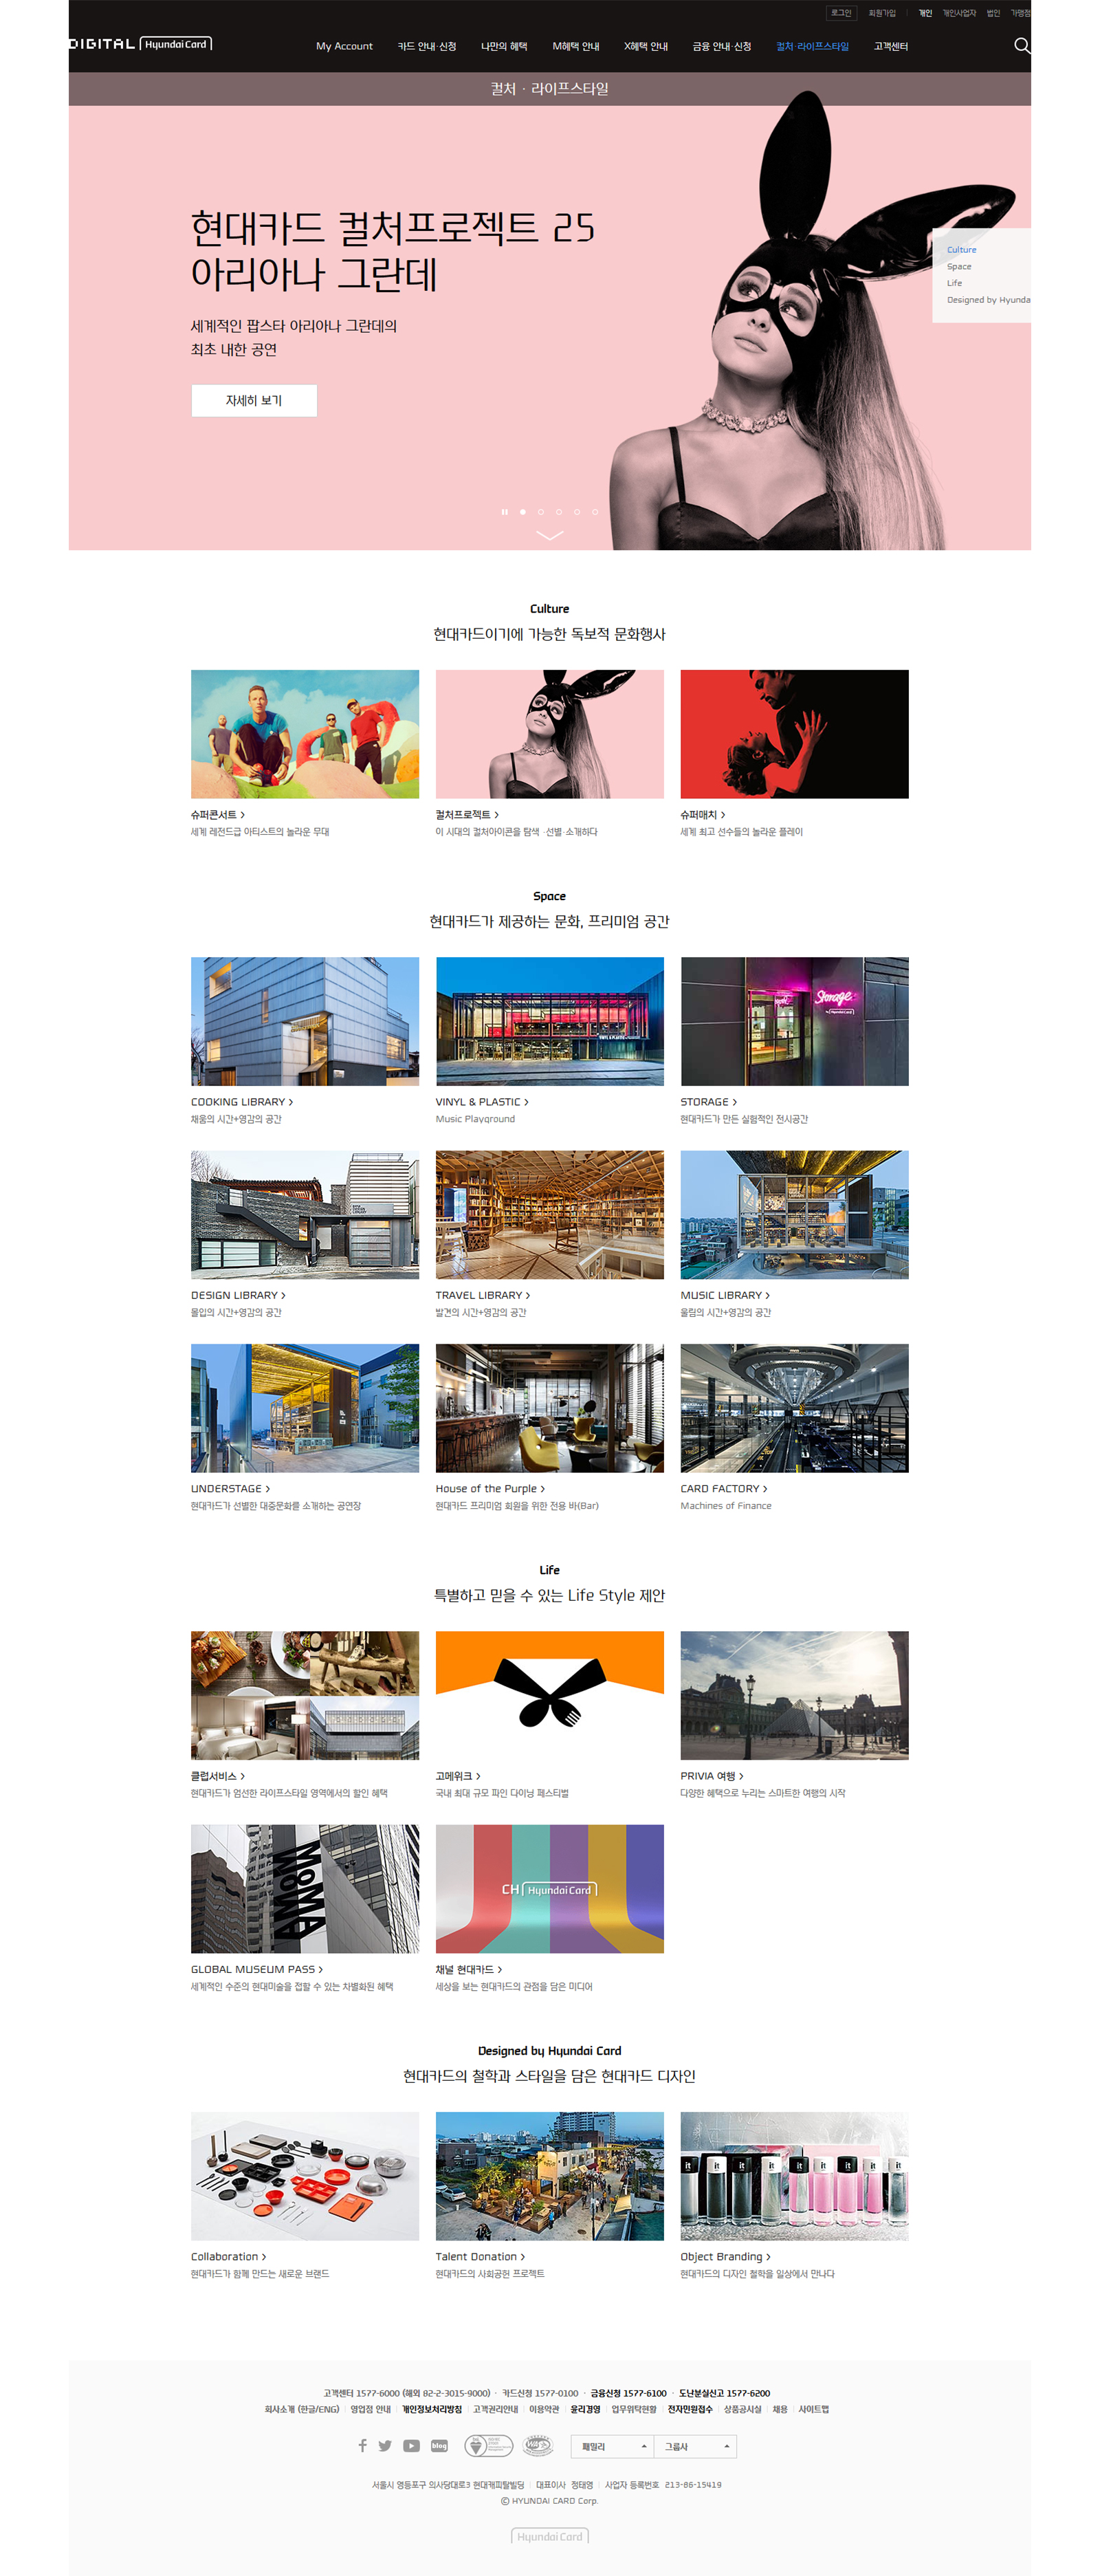 로그인 회원가입 개인 개인사업자 법인 가맹점
DIGITAL HyundaiCard
My Account 카드 안내·신청 나만의 혜택 M혜택 안내 X혜택 안내 금융 안내·신청 컬처·라이프스타일 고객센터
컬처 · 라이프스타일
현대카드 컬처프로젝트 25
아리아나 그란데
세계적인 팝스타 아리아나 그란데의
최초 내한 공연
자세히 보기
Culture
Space
Life
Designed by Hyunda
Culture
현대카드이기에 가능한 독보적 문화행사
슈퍼콘서트 >
세계 레전드급 아티스트의 놀라운 무대
컬처프로젝트 >
이 시대의 컬처아이콘을 탐색·선별·소개하다
슈퍼매치 >
세계 최고 선수들의 놀라운 플레이
Space
현대카드가 제공하는 문화, 프리미엄 공간
VINYL & PLASTIC
Storage
by HyundaiCard
COOKING LIBRARY >
채움의 시간+영감의 공간
VINYL & PLASTIC >
Music Playground
STORAGE >
현대카드가 만든 실험적인 전시공간
DESIGN LIBRARY >
몰입의 시간+영감의 공간
TRAVEL LIBRARY >
발견의 시간+영감의 공간
MUSIC LIBRARY >
울림의 시간+영감의 공간
UNDERSTAGE >
현대카드가 선별한 대중문화를 소개하는 공연장
House of the Purple >
현대카드 프리미엄 회원을 위한 전용 바(Bar)
CARD FACTORY >
Machines of Finance
Life
특별하고 믿을 수 있는 Life Style 제안
클럽서비스 >
현대카드가 엄선한 라이프스타일 영역에서의 할인 혜택
고메위크 >
국내 최대 규모 파인 다이닝 페스티벌
PRIVIA 여행 >
다양한 혜택으로 누리는 스마트한 여행의 시작
MoMA
MoMA
CH HyundaiCard
GLOBAL MUSEUM PASS >
세계적인 수준의 현대미술을 접할 수 있는 차별화된 혜택
채널 현대카드 >
세상을 보는 현대카드의 관점을 담은 미디어
Designed by Hyundai Card
현대카드의 철학과 스타일을 담은 현대카드 디자인
it it it it it it it it it
Collaboration >
현대카드가 함께 만드는 새로운 브랜드
Talent Donation >
현대카드의 사회공헌 프로젝트
Object Branding >
현대카드의 디자인 철학을 일상에서 만나다
고객센터 1577-6000 (해외 82-2-3015-9000) · 카드신청 1577-0100 · 금융신청 1577-6100 · 도난분실신고 1577-6200
회사소개 (한글/ENG) 영업점 안내 개인정보처리방침 고객권리안내 이용약관 윤리경영 업무위탁현황 전자민원접수 상품공시실 채용 사이트맵
blog 패밀리 그룹사
서울시 영등포구 의사당대로3 현대캐피탈빌딩 대표이사 정태영 사업자 등록번호 213-86-15419
© HYUNDAI CARD Corp.
HyundaiCard